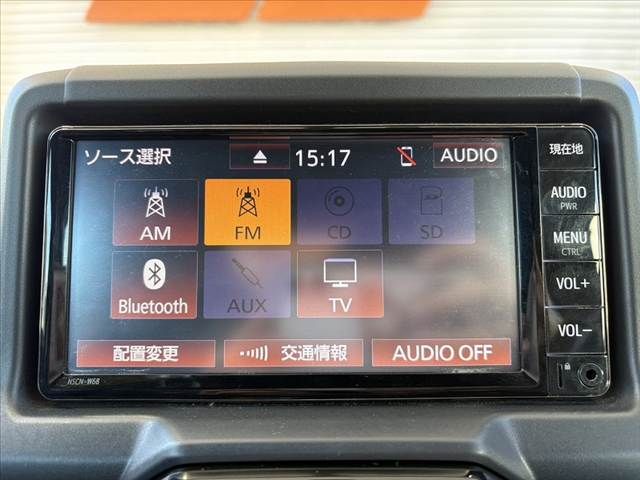 ソース選択 15:17 AUDIO
AM FM CD SD
Bluetooth AUX TV
配置変更 交通情報 AUDIO OFF
現在地
AUDIO
PWR
MENU
CTRL
VOL+
VOL−
NSCN-W68